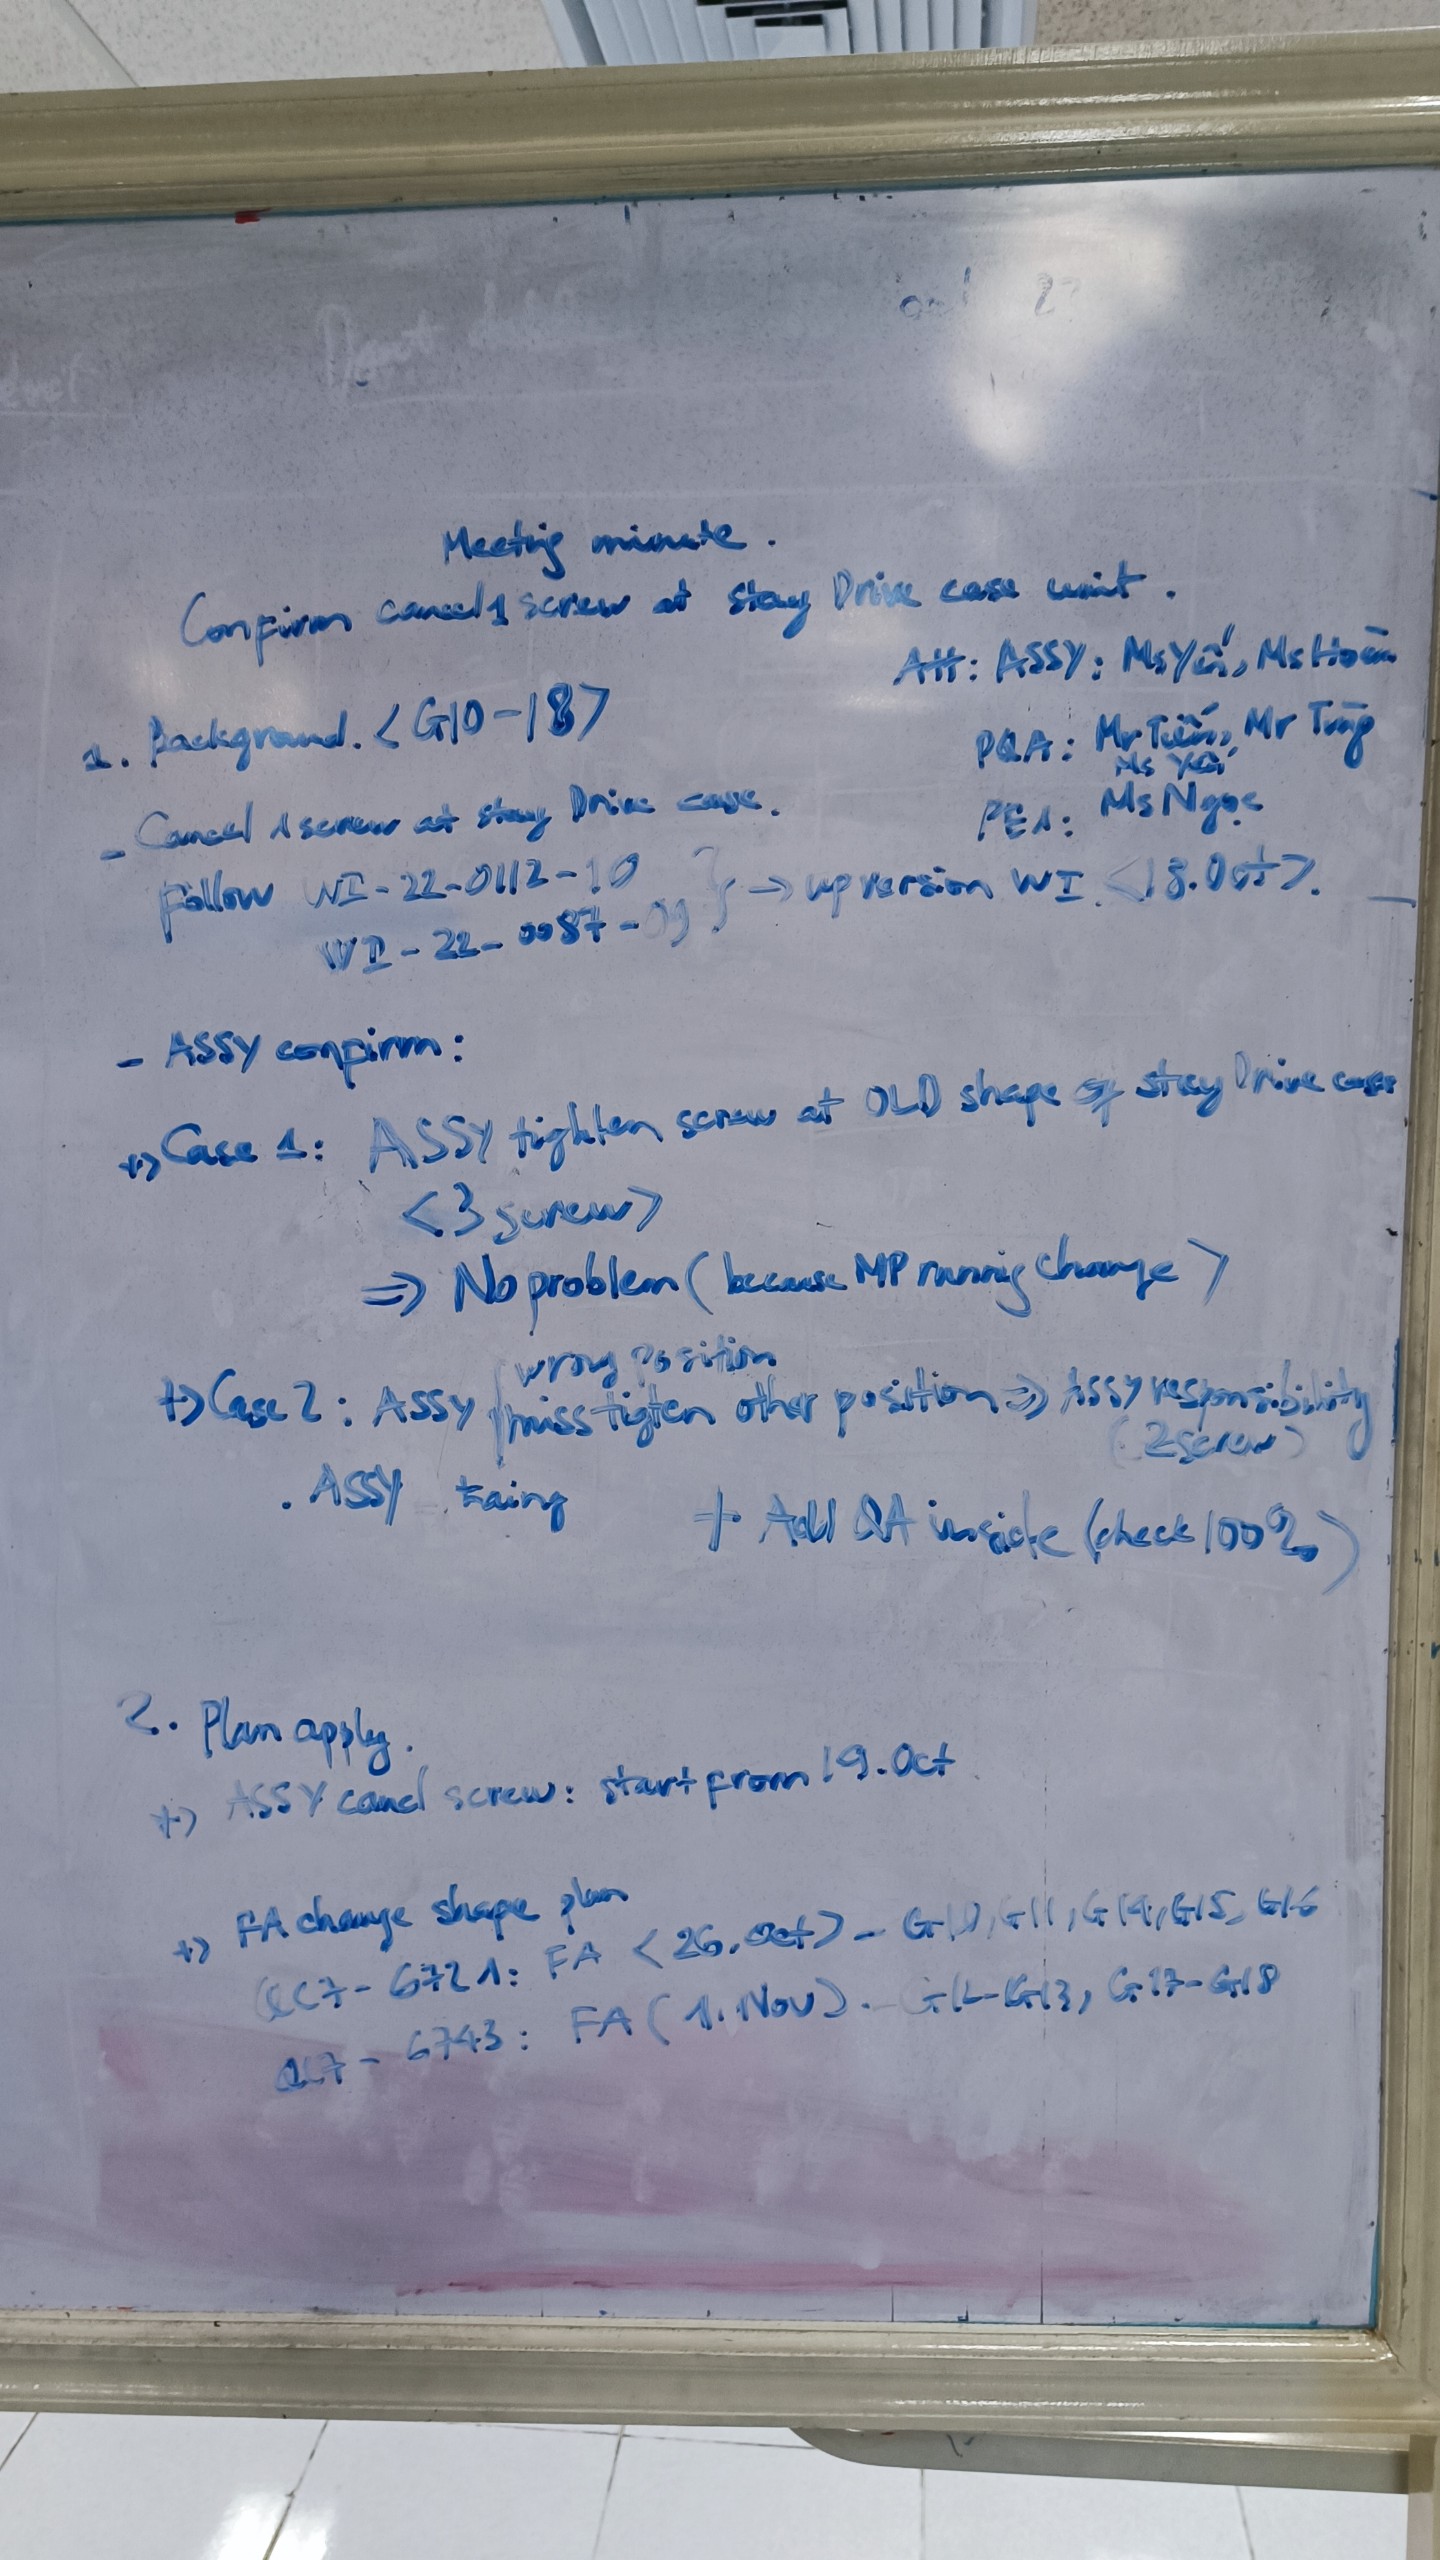 Meeting minute.
Confirm cancel 1 screw at stay Drive case unit.
Att: ASSY: Ms Yến, Ms Hoàn
PQA: Mr Tiến, Mr Tùng
Ms Yến
PE1: Ms Ngọc
1. Background. <G10-18>
- Cancel 1 screw at stay Drive case.
Follow WI-22-0112-10
WI-22-0087-09 } → up version WI <18.Oct>.
- ASSY confirm:
+> Case 1: ASSY tighten screw at OLD shape of stay Drive case
<3 screw>
=> No problem (because MP running change)
wrong position
+> Case 2: ASSY miss tigten other position => ASSY responsibility
(2 screw)
. ASSY traing
+ Add QA inside (check 100%)
2. Plan apply.
+> ASSY cancel screw: start from 19.Oct
+> FA change shape plan
QC7-6721: FA <26.Oct> - G10, G11, G14, G15, G16
QC7-6743: FA (1.Nov). - G12-G13, G17-G18